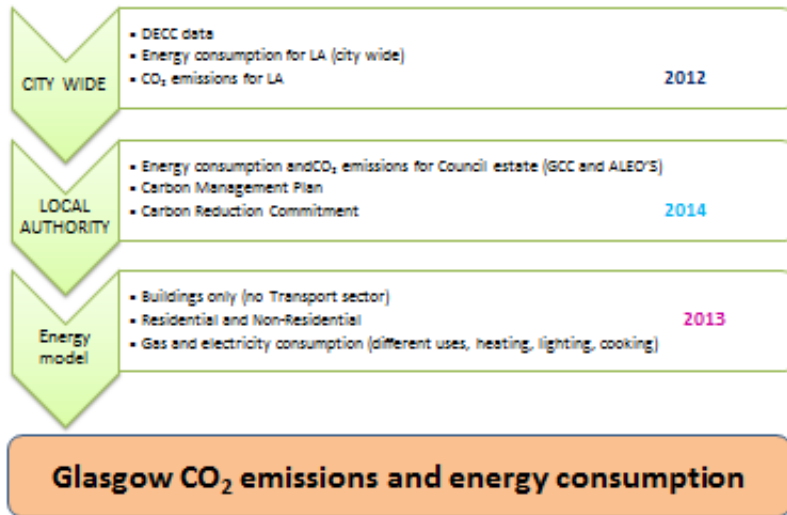 CITY WIDE
▪ DECC data
▪ Energy consumption for LA (city wide)
▪ CO₂ emissions for LA
2012
LOCAL
AUTHORITY
▪ Energy consumption andCO₂ emissions for Council estate (GCC and ALEO'S)
▪ Carbon Management Plan
▪ Carbon Reduction Commitment
2014
Energy
model
▪ Buildings only (no Transport sector)
▪ Residential and Non-Residential
▪ Gas and electricity consumption (different uses, heating, lighting, cooking)
2013
Glasgow CO₂ emissions and energy consumption